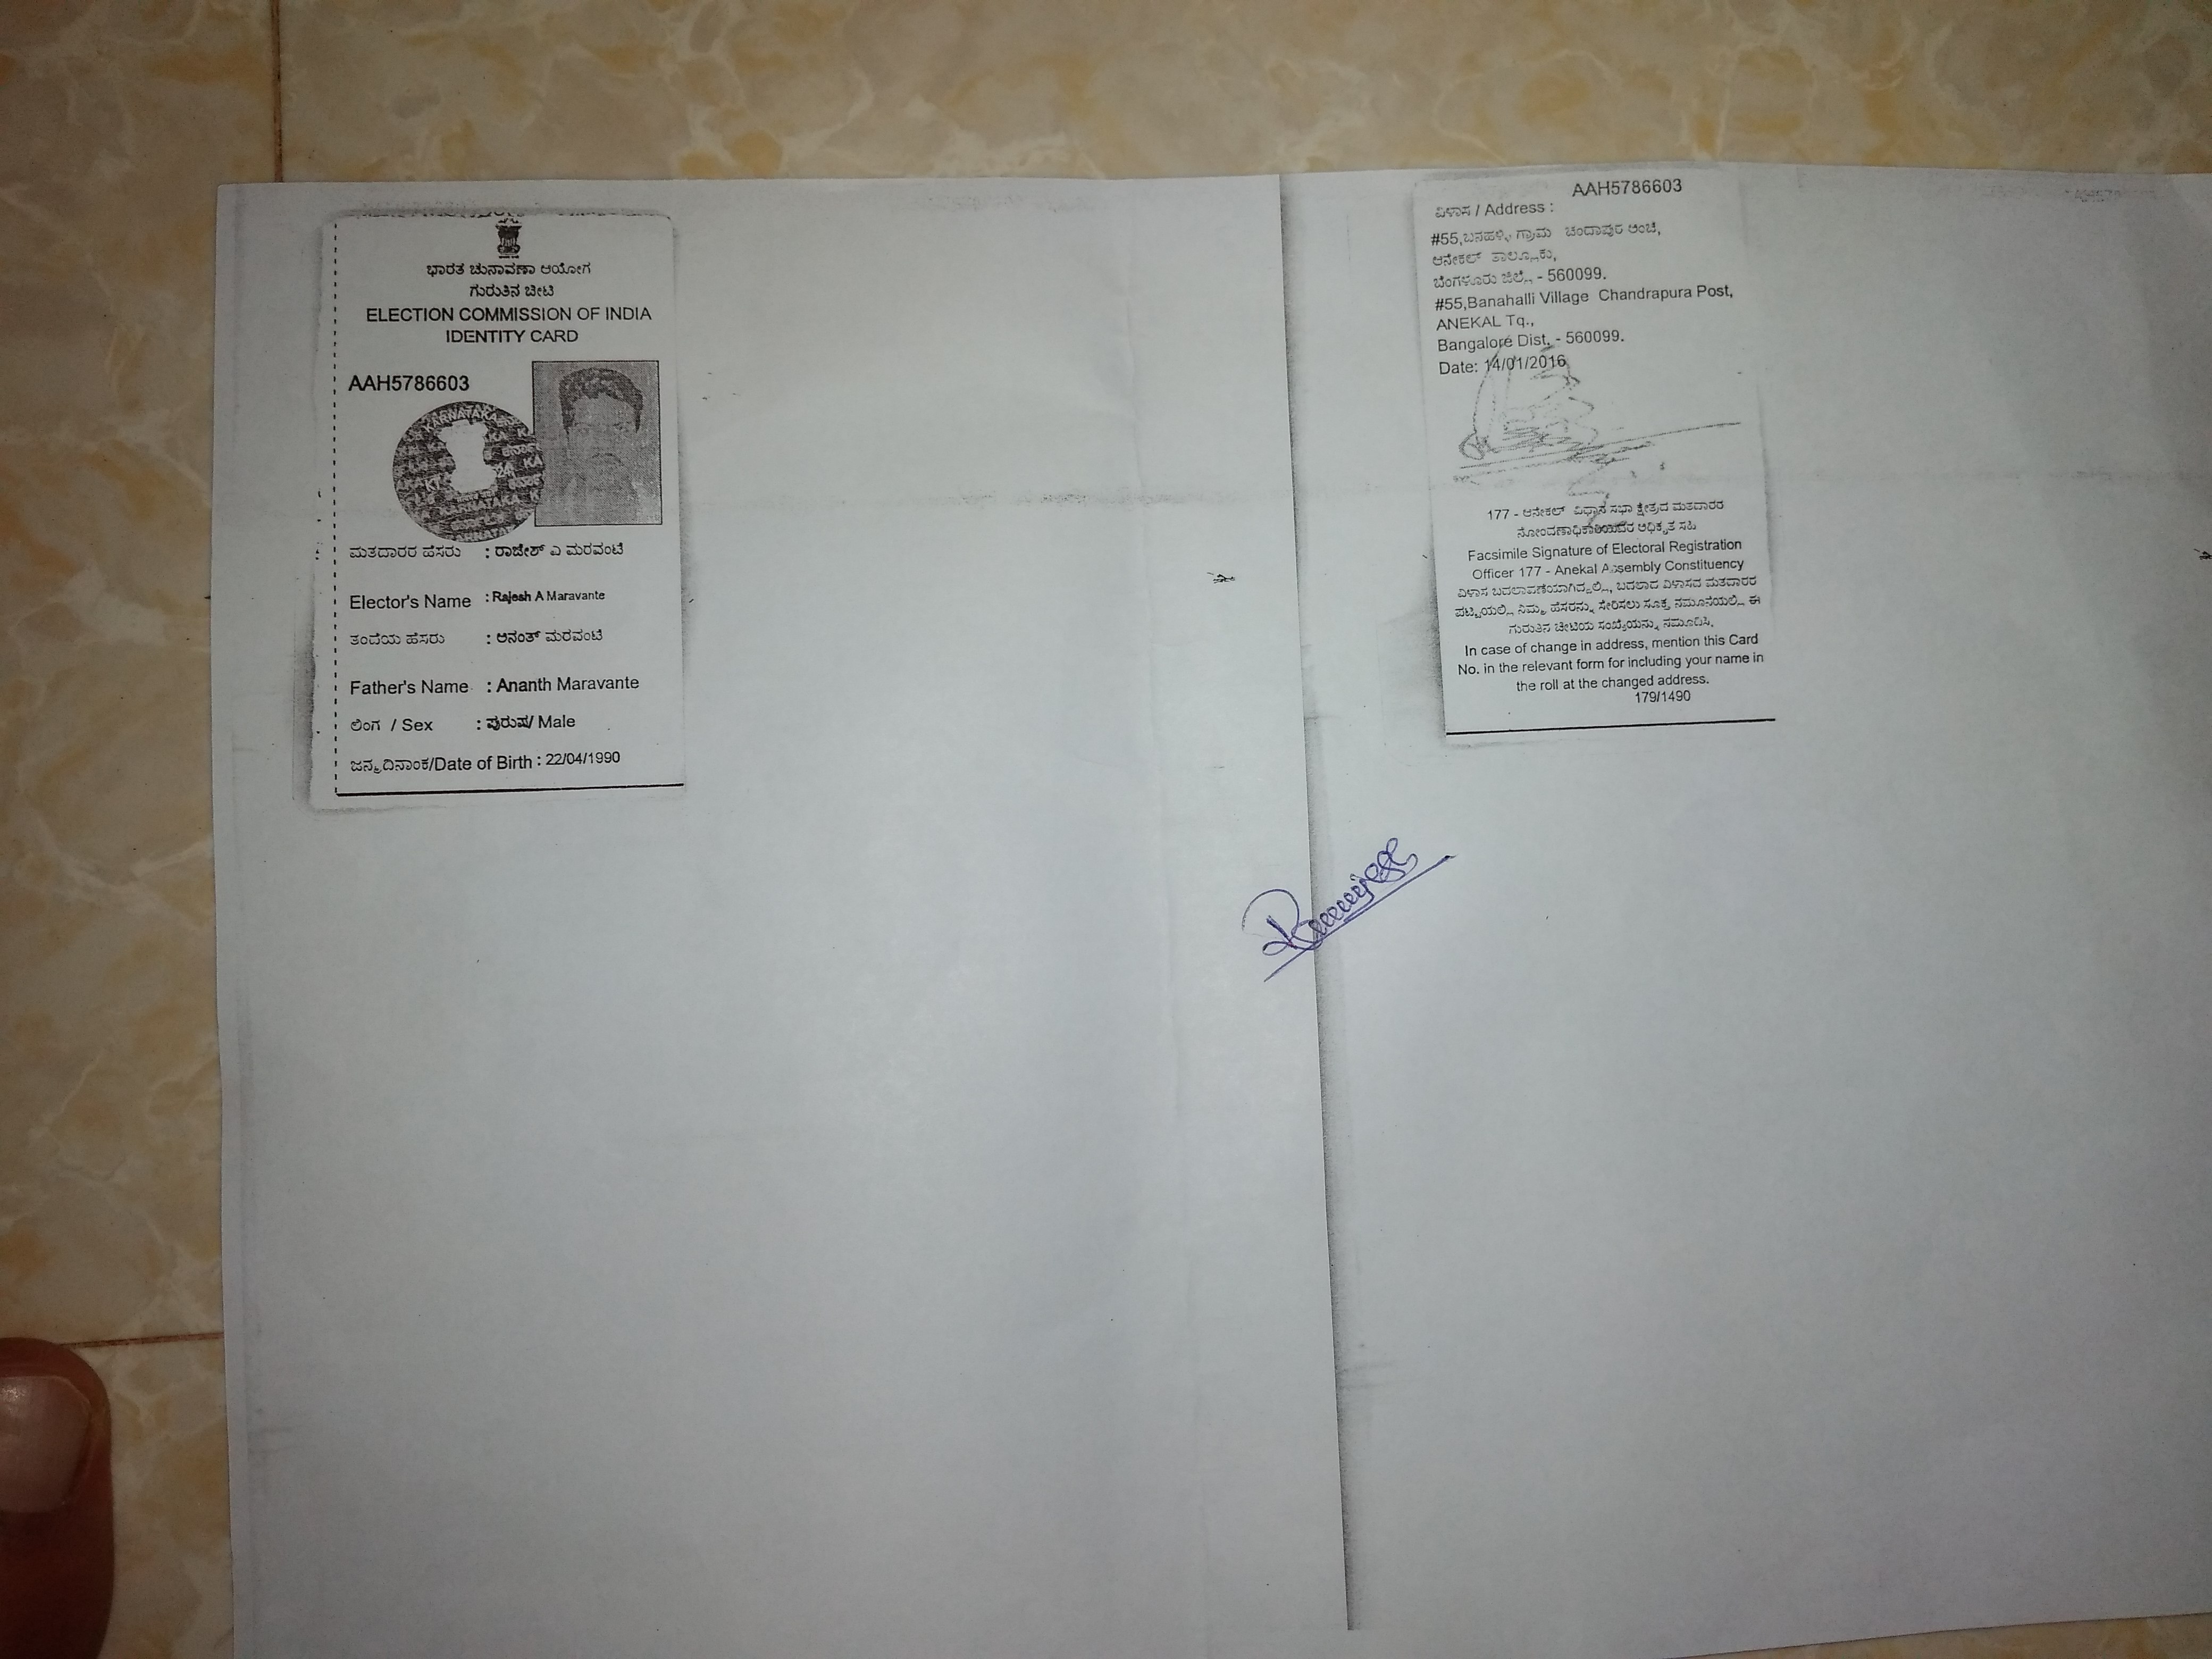 ಭಾರತ ಚುನಾವಣಾ ಆಯೋಗ
ಗುರುತಿನ ಚೀಟಿ
ELECTION COMMISSION OF INDIA
IDENTITY CARD
AAH5786603
KARNATAKA
ಮತದಾರರ ಹೆಸರು : ರಾಜೇಶ್ ಎ ಮರವಂಟೆ
Elector's Name : Rajesh A Maravante
ತಂದೆಯ ಹೆಸರು : ಅನಂತ್ ಮರವಂಟೆ
Father's Name : Ananth Maravante
ಲಿಂಗ / Sex : ಪುರುಷ/ Male
ಜನ್ಮ ದಿನಾಂಕ/Date of Birth : 22/04/1990
AAH5786603
ವಿಳಾಸ / Address :
#55,ಬನಹಳ್ಳಿ ಗ್ರಾಮ ಚಂದಾಪುರ ಅಂಚೆ,
ಆನೇಕಲ್ ತಾಲ್ಲೂಕು,
ಬೆಂಗಳೂರು ಜಿಲ್ಲೆ - 560099.
#55,Banahalli Village Chandrapura Post,
ANEKAL Tq.,
Bangalore Dist, - 560099.
Date: 14/01/2016
177 - ಆನೇಕಲ್ ವಿಧಾನ ಸಭಾ ಕ್ಷೇತ್ರದ ಮತದಾರರ
ನೋಂದಣಾಧಿಕಾರಿಯವರ ಅಧಿಕೃತ ಸಹಿ
Facsimile Signature of Electoral Registration
Officer 177 - Anekal Assembly Constituency
ವಿಳಾಸ ಬದಲಾವಣೆಯಾಗಿದ್ದಲ್ಲಿ, ಬದಲಾದ ವಿಳಾಸದ ಮತದಾರರ
ಪಟ್ಟಿಯಲ್ಲಿ ನಿಮ್ಮ ಹೆಸರನ್ನು ಸೇರಿಸಲು ಸೂಕ್ತ ನಮೂನೆಯಲ್ಲಿ ಈ
ಗುರುತಿನ ಚೀಟಿಯ ಸಂಖ್ಯೆಯನ್ನು ನಮೂದಿಸಿ.
In case of change in address, mention this Card
No. in the relevant form for including your name in
the roll at the changed address.
179/1490